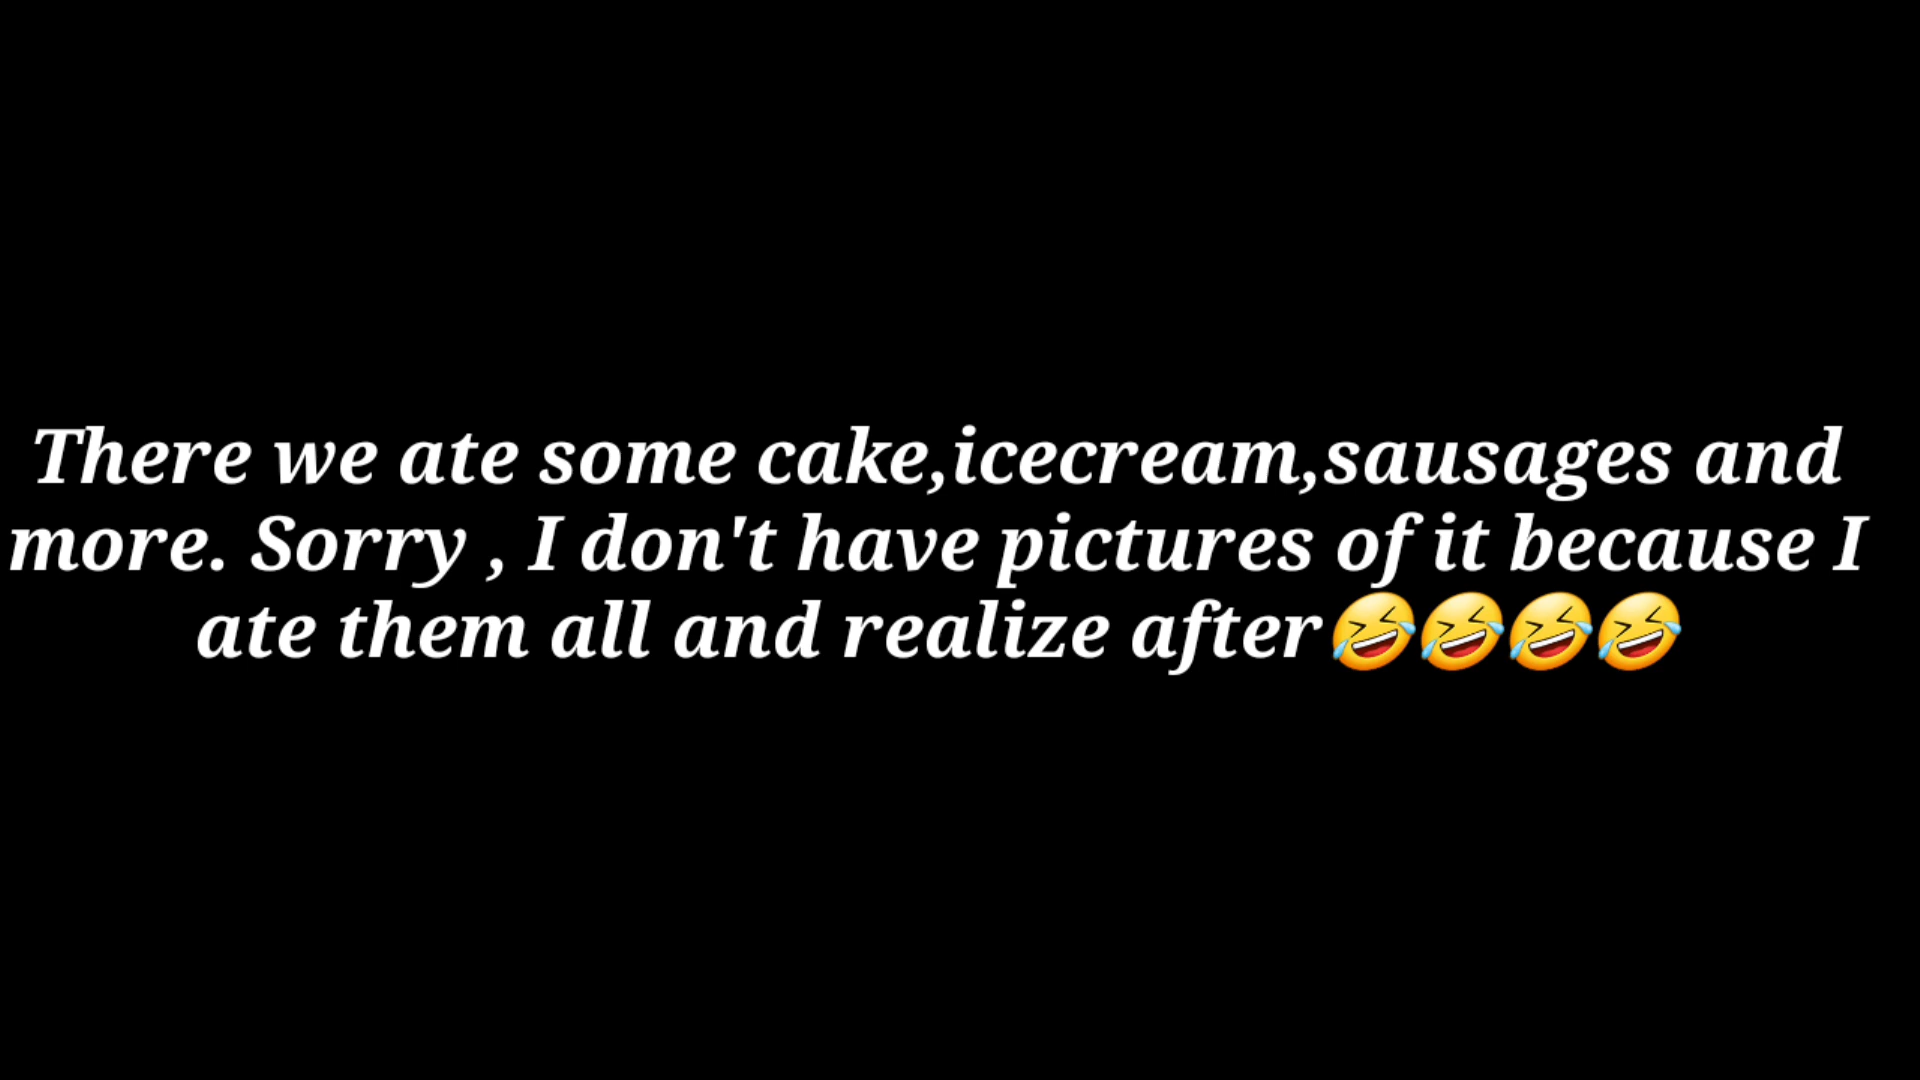 There we ate some cake,icecream,sausages and
more. Sorry , I don't have pictures of it because I
ate them all and realize after🤣🤣🤣🤣